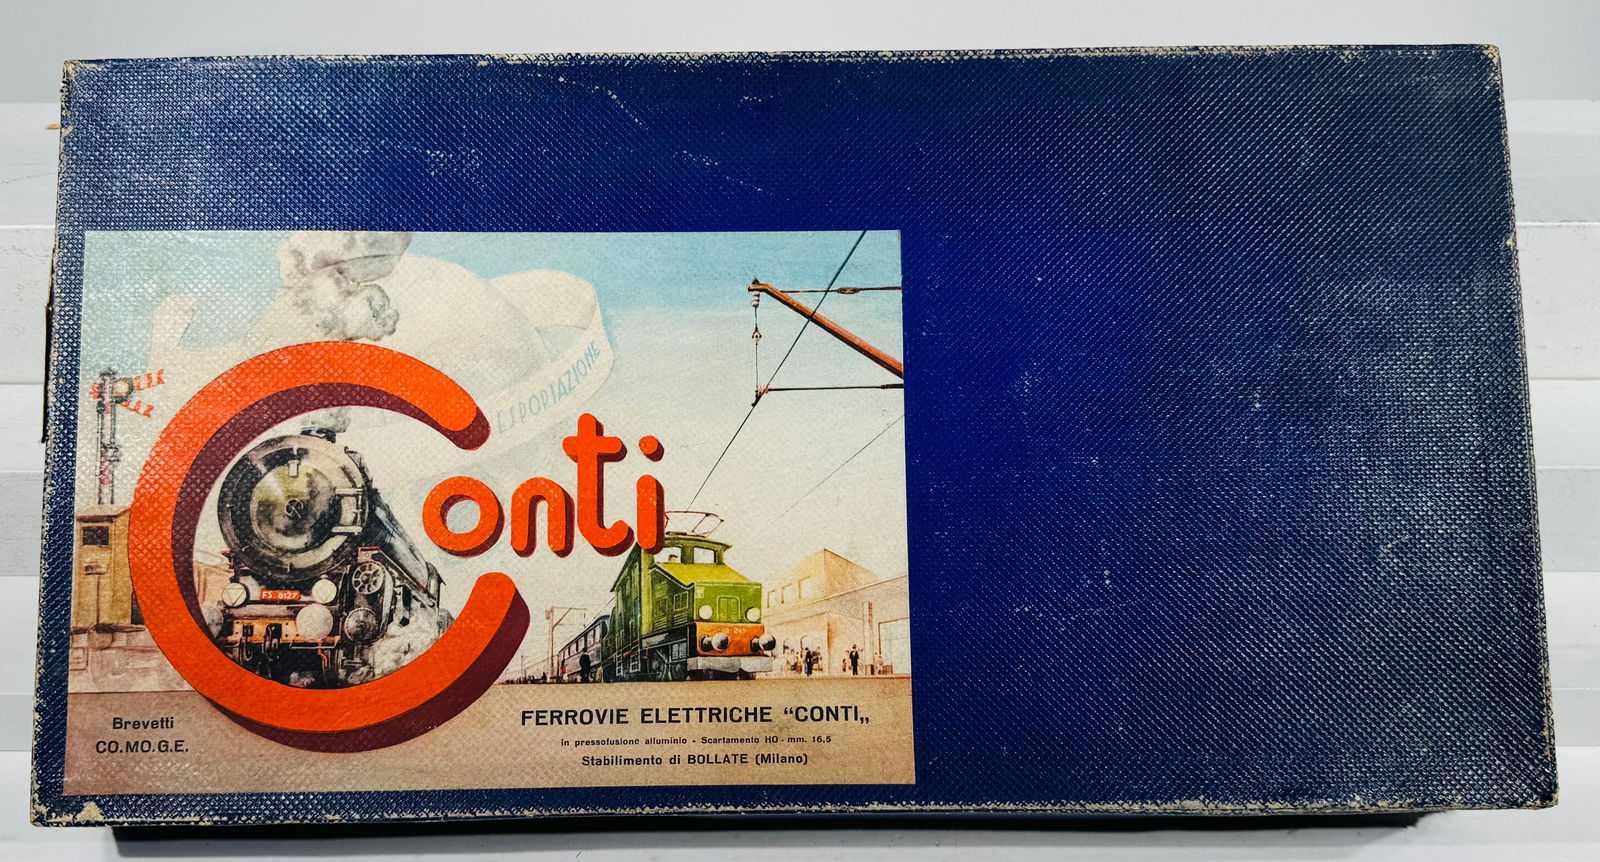 ESPORTAZIONE
Conti
FS. 8127
Brevetti
CO.MO.G.E.
FERROVIE ELETTRICHE “CONTI„
in pressofusione alluminio - Scartamento HO - mm. 16,5
Stabilimento di BOLLATE (Milano)